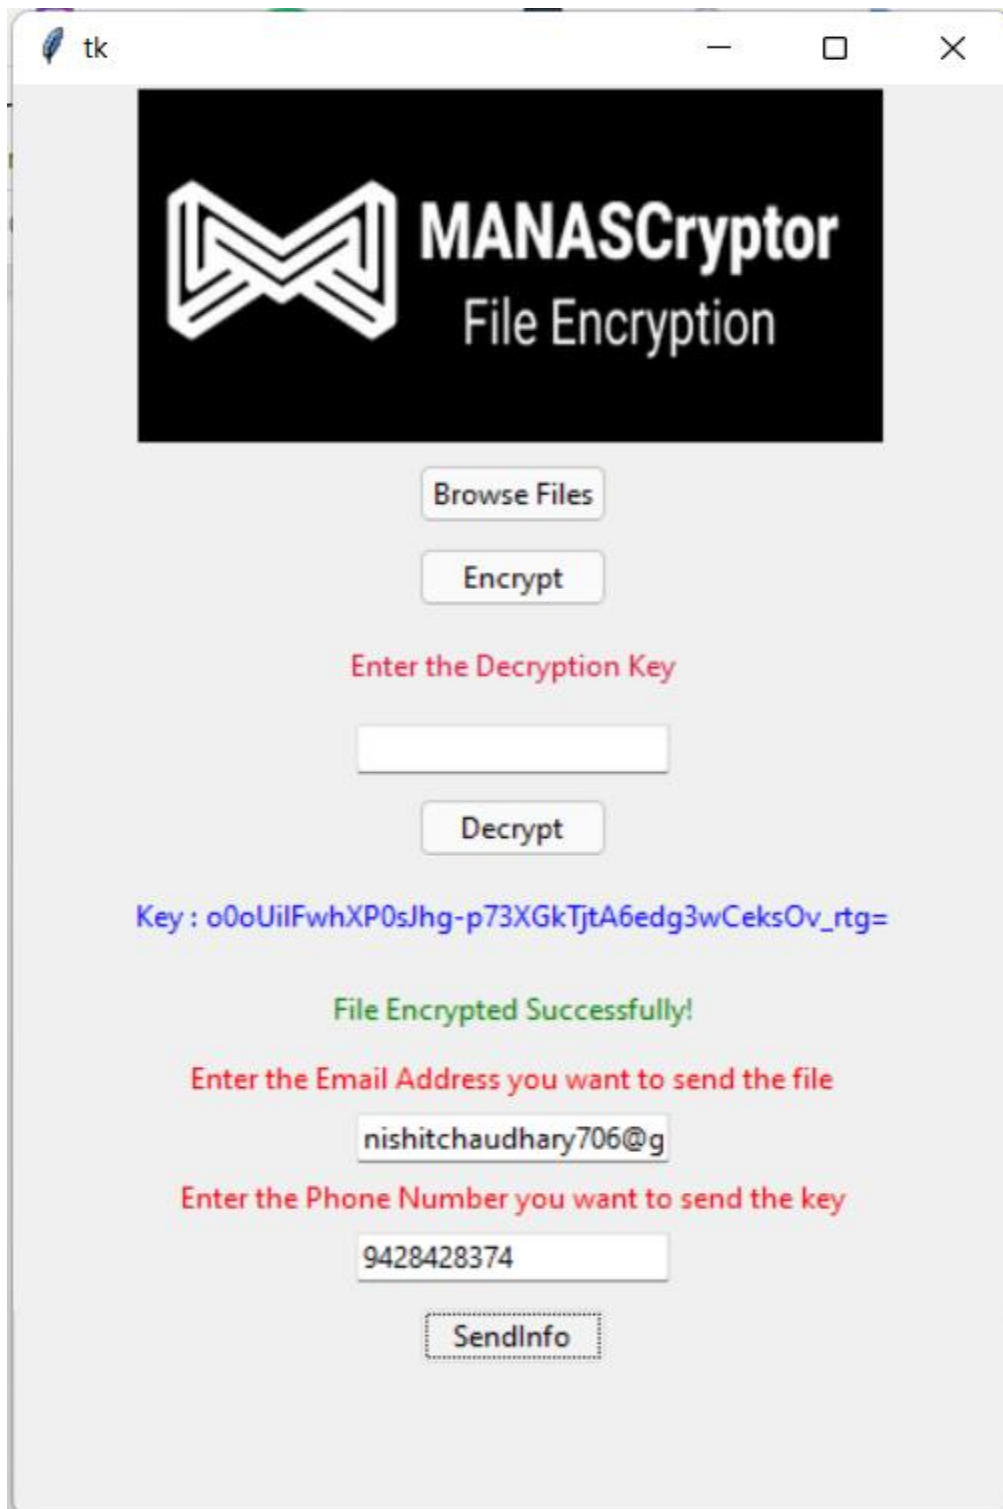 tk
MANASCryptor
File Encryption
Browse Files
Encrypt
Enter the Decryption Key
Decrypt
Key : o0oUilFwhXP0sJhg-p73XGkTjtA6edg3wCeksOv_rtg=
File Encrypted Successfully!
Enter the Email Address you want to send the file
nishitchaudhary706@g
Enter the Phone Number you want to send the key
9428428374
SendInfo